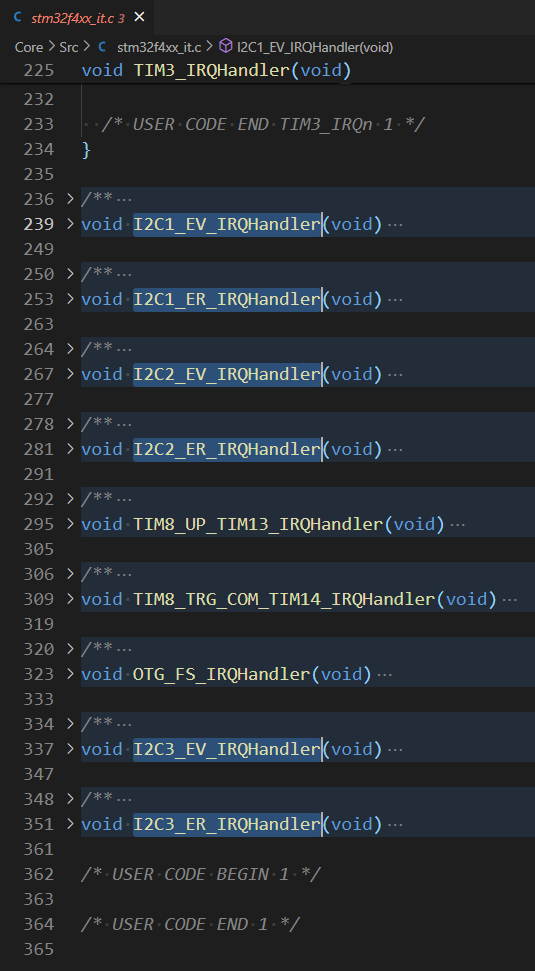 C stm32f4xx_it.c 3 ×
Core > Src > C stm32f4xx_it.c > I2C1_EV_IRQHandler(void)
225 void TIM3_IRQHandler(void)
232
233 /* USER CODE END TIM3_IRQn 1 */
234 }
235
236 > /** ···
239 > void I2C1_EV_IRQHandler(void) ···
249
250 > /** ···
253 > void I2C1_ER_IRQHandler(void) ···
263
264 > /** ···
267 > void I2C2_EV_IRQHandler(void) ···
277
278 > /** ···
281 > void I2C2_ER_IRQHandler(void) ···
291
292 > /** ···
295 > void TIM8_UP_TIM13_IRQHandler(void) ···
305
306 > /** ···
309 > void TIM8_TRG_COM_TIM14_IRQHandler(void) ···
319
320 > /** ···
323 > void OTG_FS_IRQHandler(void) ···
333
334 > /** ···
337 > void I2C3_EV_IRQHandler(void) ···
347
348 > /** ···
351 > void I2C3_ER_IRQHandler(void) ···
361
362 /* USER CODE BEGIN 1 */
363
364 /* USER CODE END 1 */
365